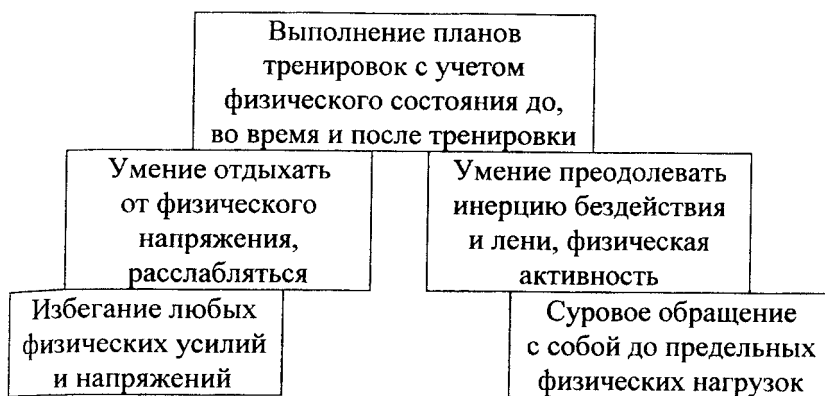 Выполнение планов
тренировок с учетом
физического состояния до,
во время и после тренировки
Умение отдыхать
от физического
напряжения,
расслабляться
Умение преодолевать
инерцию бездействия
и лени, физическая
активность
Избегание любых
физических усилий
и напряжений
Суровое обращение
с собой до предельных
физических нагрузок